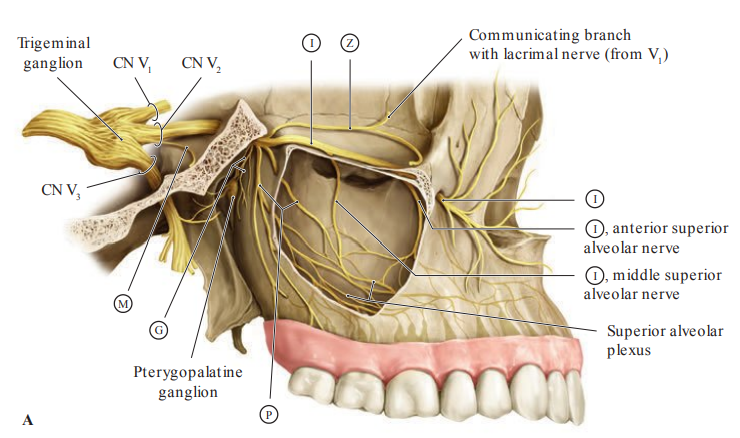 I
Z
Communicating branch
with lacrimal nerve (from V1)
Trigeminal
ganglion
CN V1
CN V2
CN V3
I
I, anterior superior
alveolar nerve
I, middle superior
alveolar nerve
M
G
Superior alveolar
plexus
Pterygopalatine
ganglion
P
A